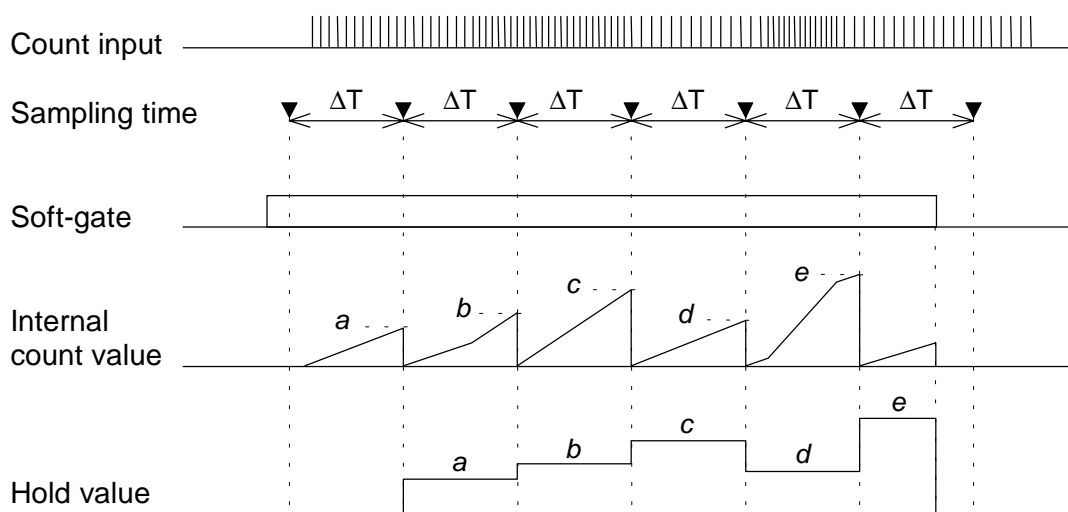 Count input
Sampling time
ΔT ΔT ΔT ΔT ΔT ΔT
Soft-gate
Internal
count value
a b c d e
Hold value
a b c d e